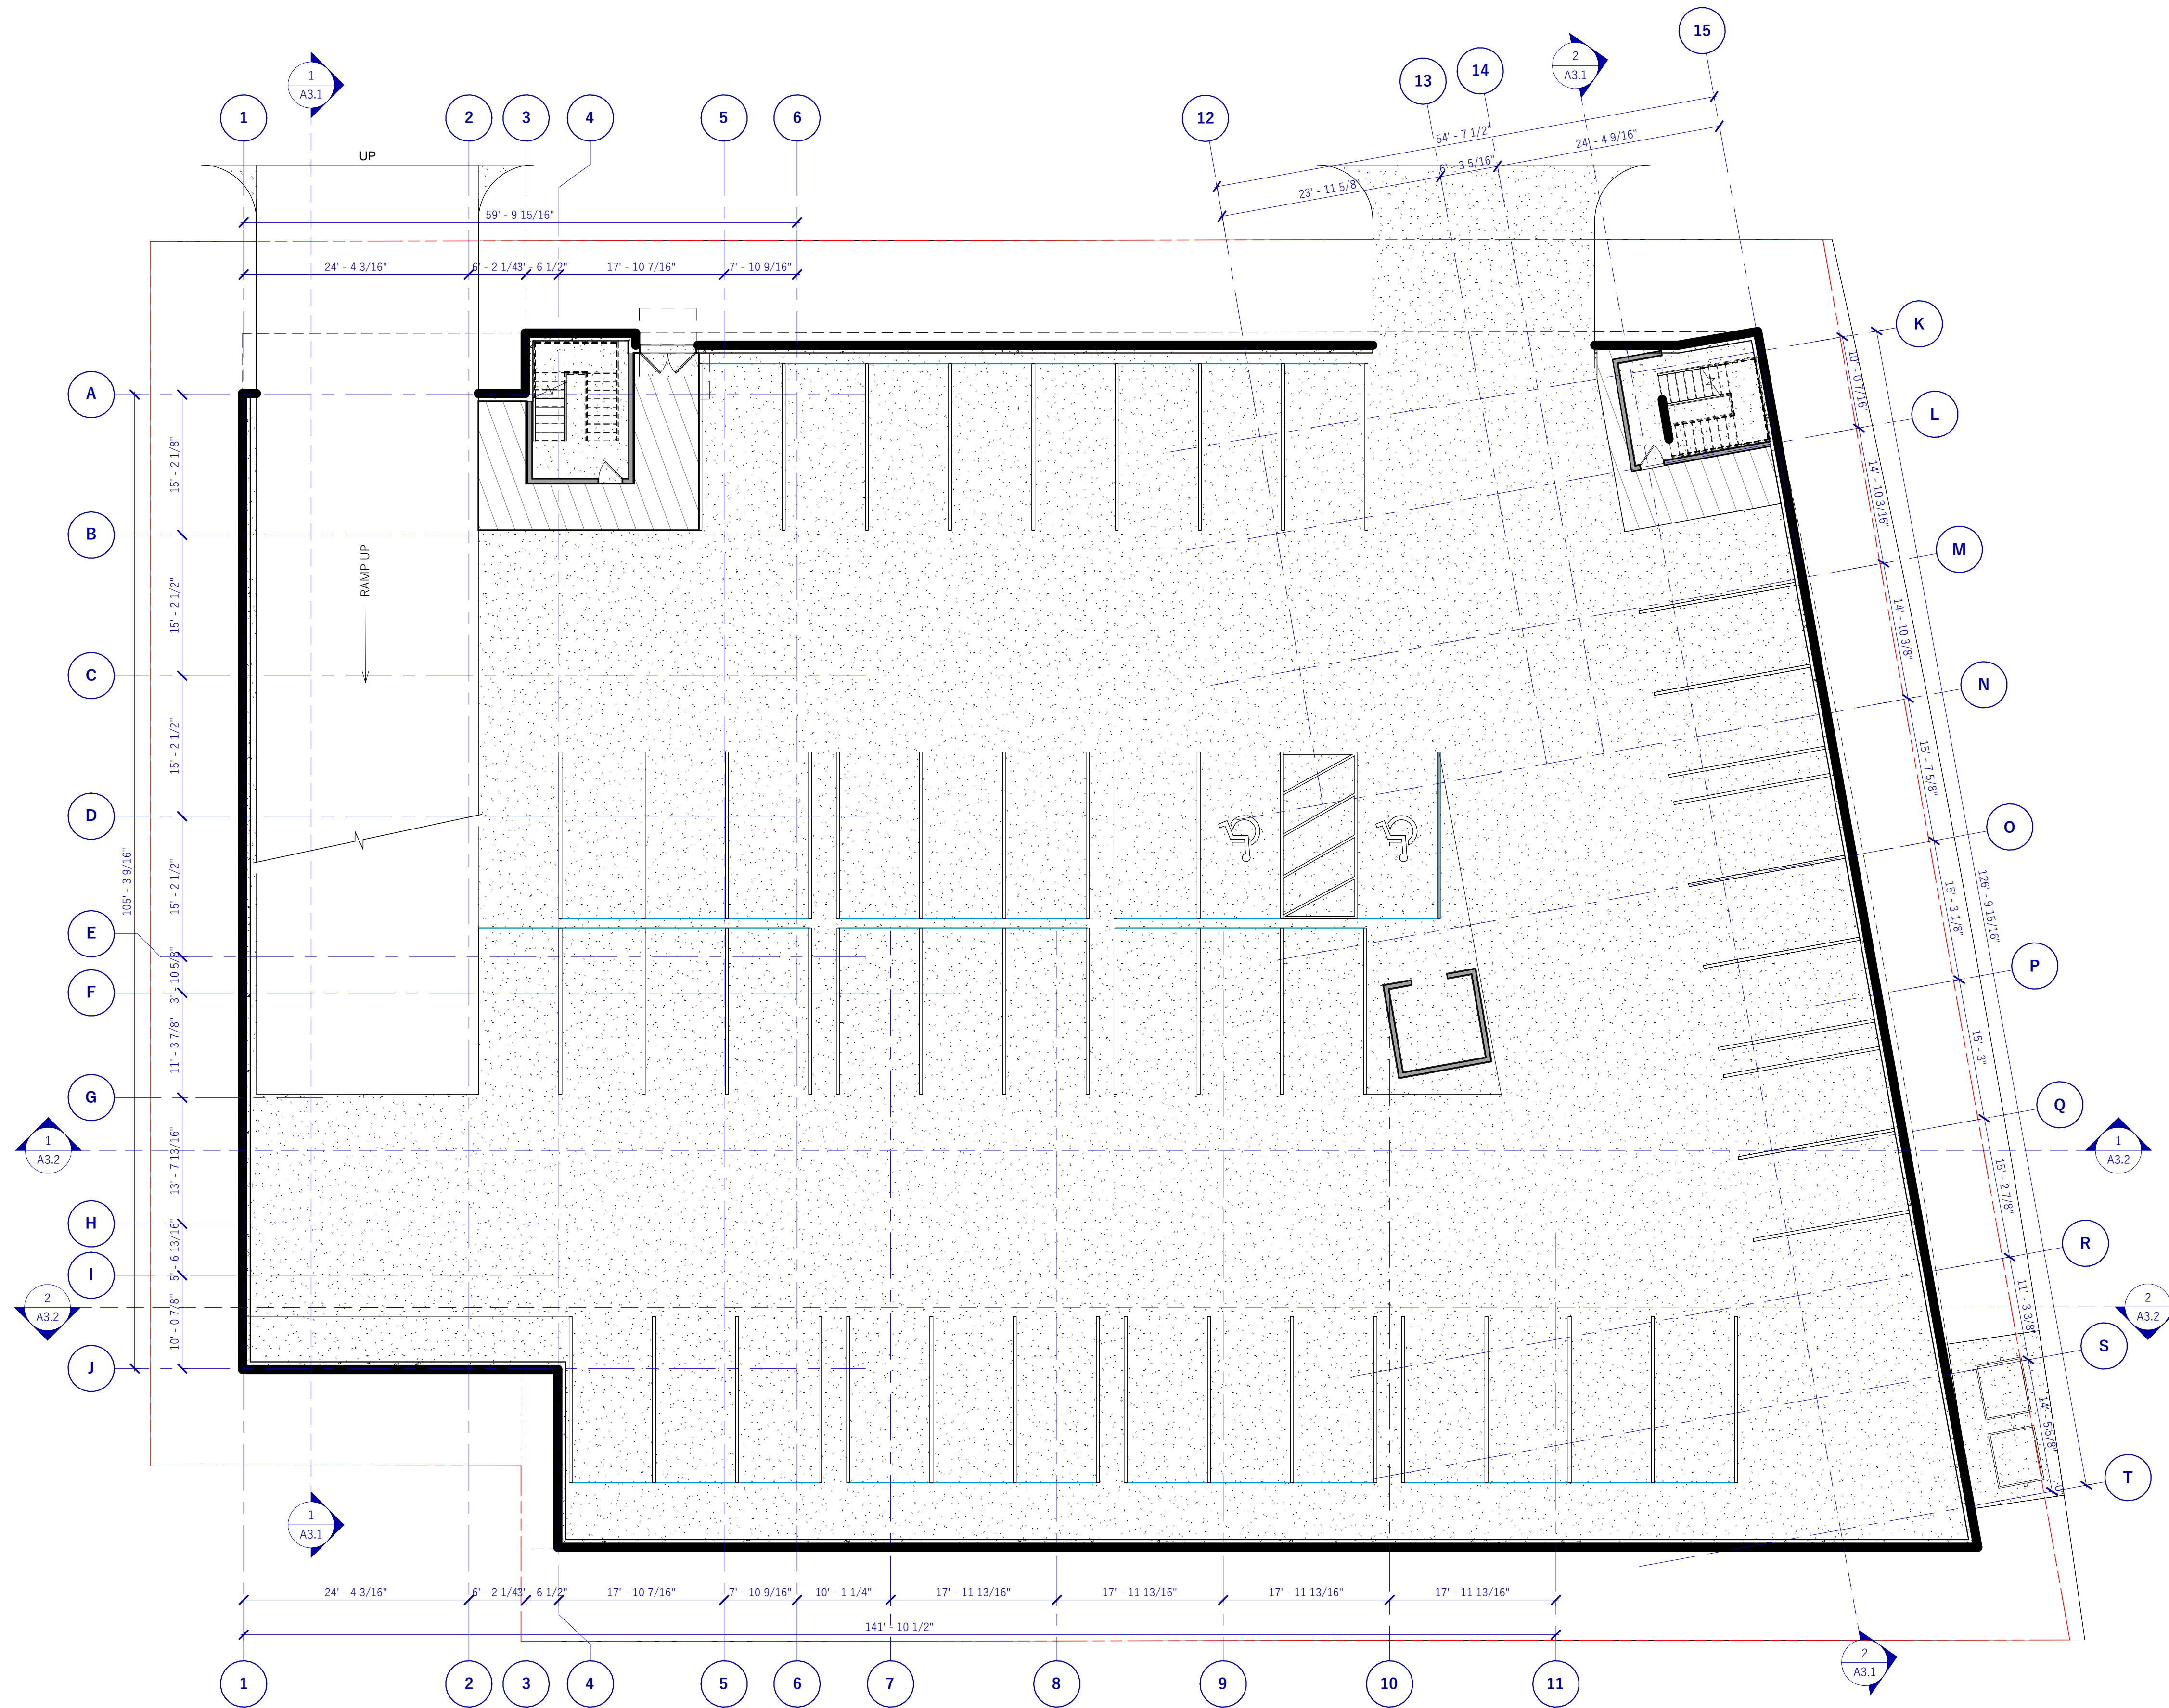 15
14
13
2
A3.1
1
A3.1
1
2
3
4
5
6
12
54' - 7 1/2"
24' - 4 9/16"
6' - 3 5/16"
23' - 11 5/8"
UP
59' - 9 15/16"
24' - 4 3/16"
6' - 2 1/4"
3' - 6 1/2"
17' - 10 7/16"
7' - 10 9/16"
K
10' - 0 7/16"
A
L
15' - 2 1/8"
14' - 10 3/16"
B
M
RAMP UP
15' - 2 1/2"
14' - 10 3/8"
C
N
15' - 2 1/2"
15' - 7 5/8"
D
O
105' - 3 9/16"
15' - 2 1/2"
15' - 3 1/8"
126' - 9 15/16"
E
P
3' - 10 5/8"
F
11' - 3 7/8"
15' - 3"
G
Q
1
A3.2
1
A3.2
13' - 7 13/16"
15' - 2 7/8"
H
R
5' - 6 13/16"
I
2
A3.2
2
A3.2
10' - 0 7/8"
11' - 3 3/8"
J
S
14' - 5 5/8"
T
1
A3.1
24' - 4 3/16"
6' - 2 1/4"
3' - 6 1/2"
17' - 10 7/16"
7' - 10 9/16"
10' - 1 1/4"
17' - 11 13/16"
17' - 11 13/16"
17' - 11 13/16"
17' - 11 13/16"
141' - 10 1/2"
2
A3.1
1
2
3
4
5
6
7
8
9
10
11